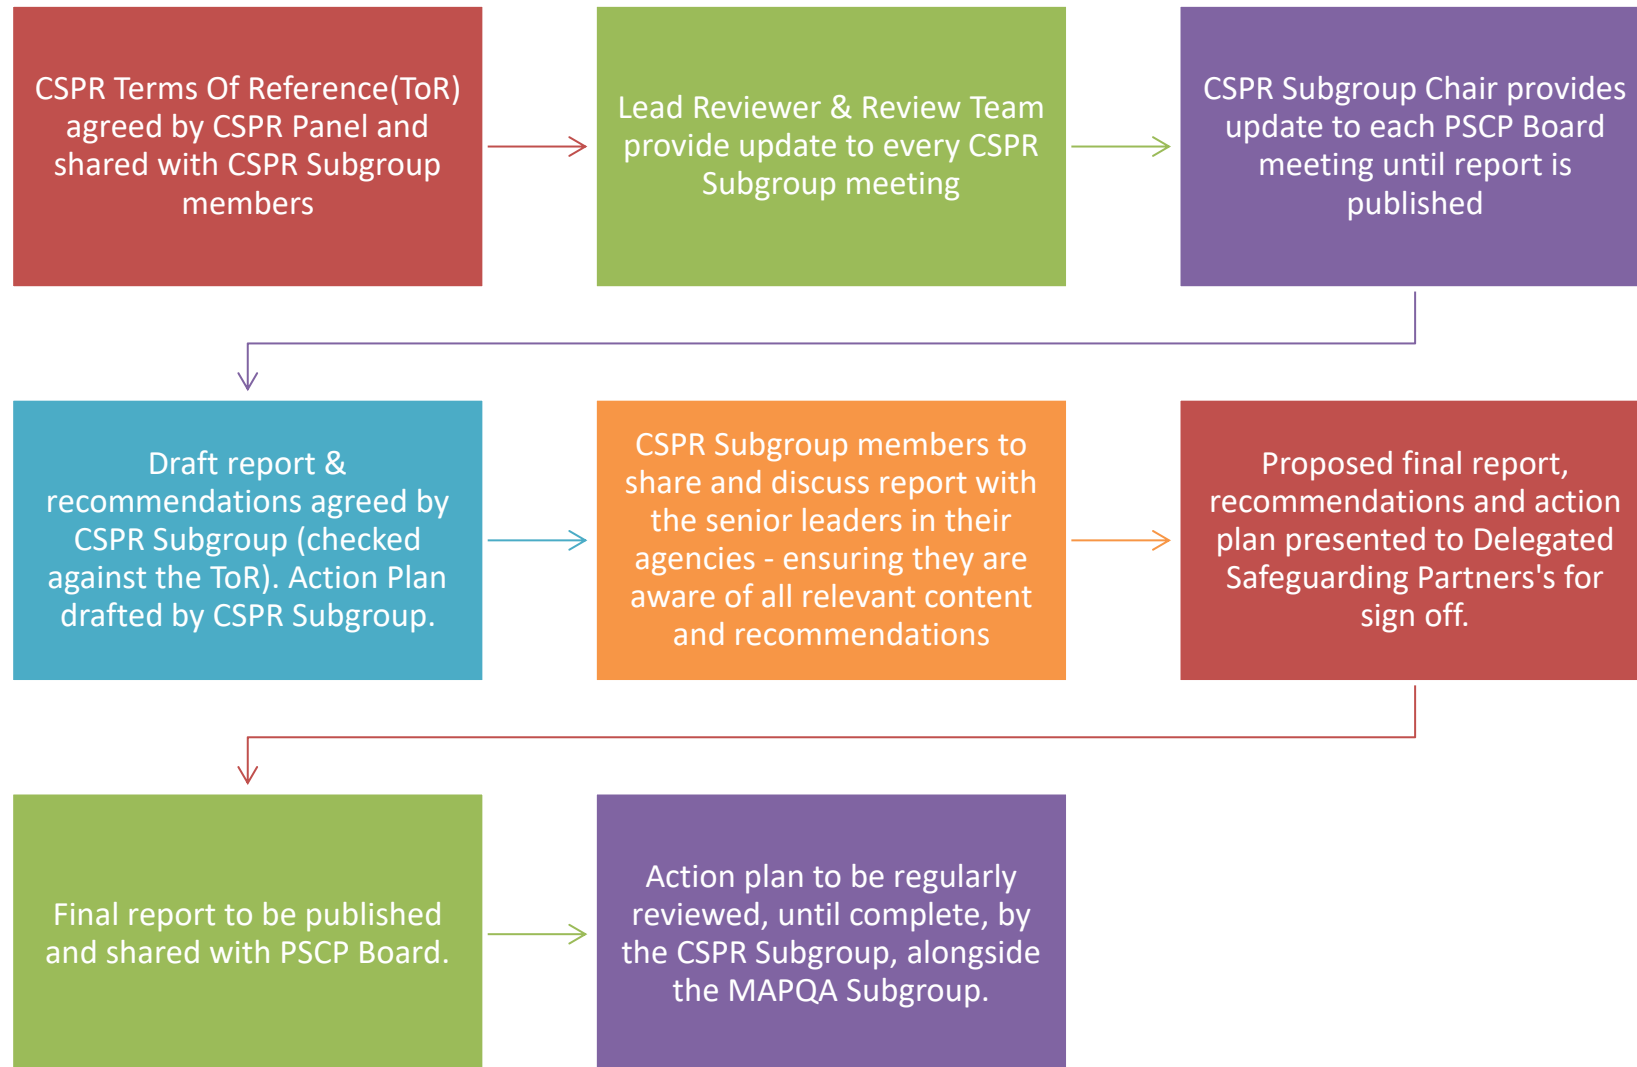 CSPR Terms Of Reference(ToR)
agreed by CSPR Panel and
shared with CSPR Subgroup
members
Lead Reviewer & Review Team
provide update to every CSPR
Subgroup meeting
CSPR Subgroup Chair provides
update to each PSCP Board
meeting until report is
published
Draft report &
recommendations agreed by
CSPR Subgroup (checked
against the ToR). Action Plan
drafted by CSPR Subgroup.
CSPR Subgroup members to
share and discuss report with
the senior leaders in their
agencies - ensuring they are
aware of all relevant content
and recommendations
Proposed final report,
recommendations and action
plan presented to Delegated
Safeguarding Partners's for
sign off.
Final report to be published
and shared with PSCP Board.
Action plan to be regularly
reviewed, until complete, by
the CSPR Subgroup, alongside
the MAPQA Subgroup.